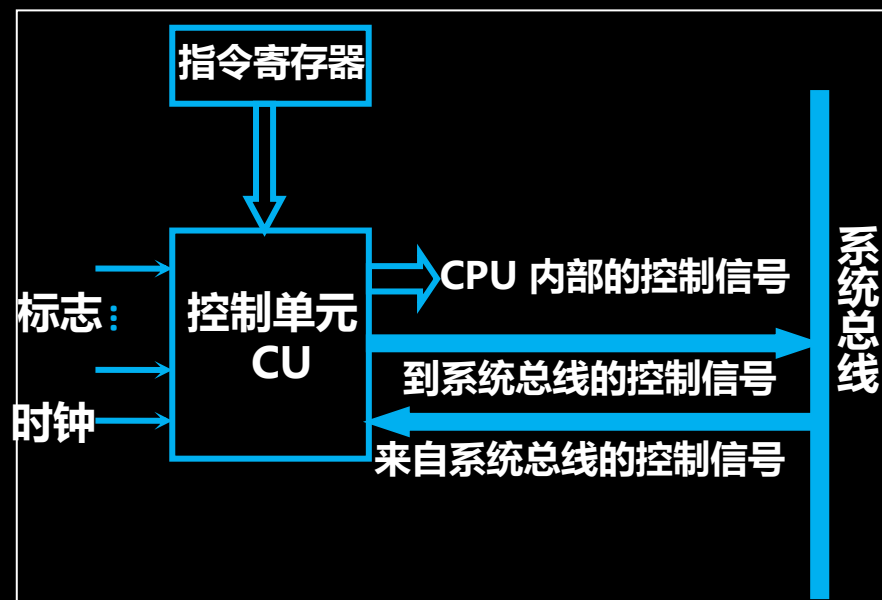 指令寄存器
标志
时钟
控制单元
CU
CPU 内部的控制信号
到系统总线的控制信号
来自系统总线的控制信号
系统总线